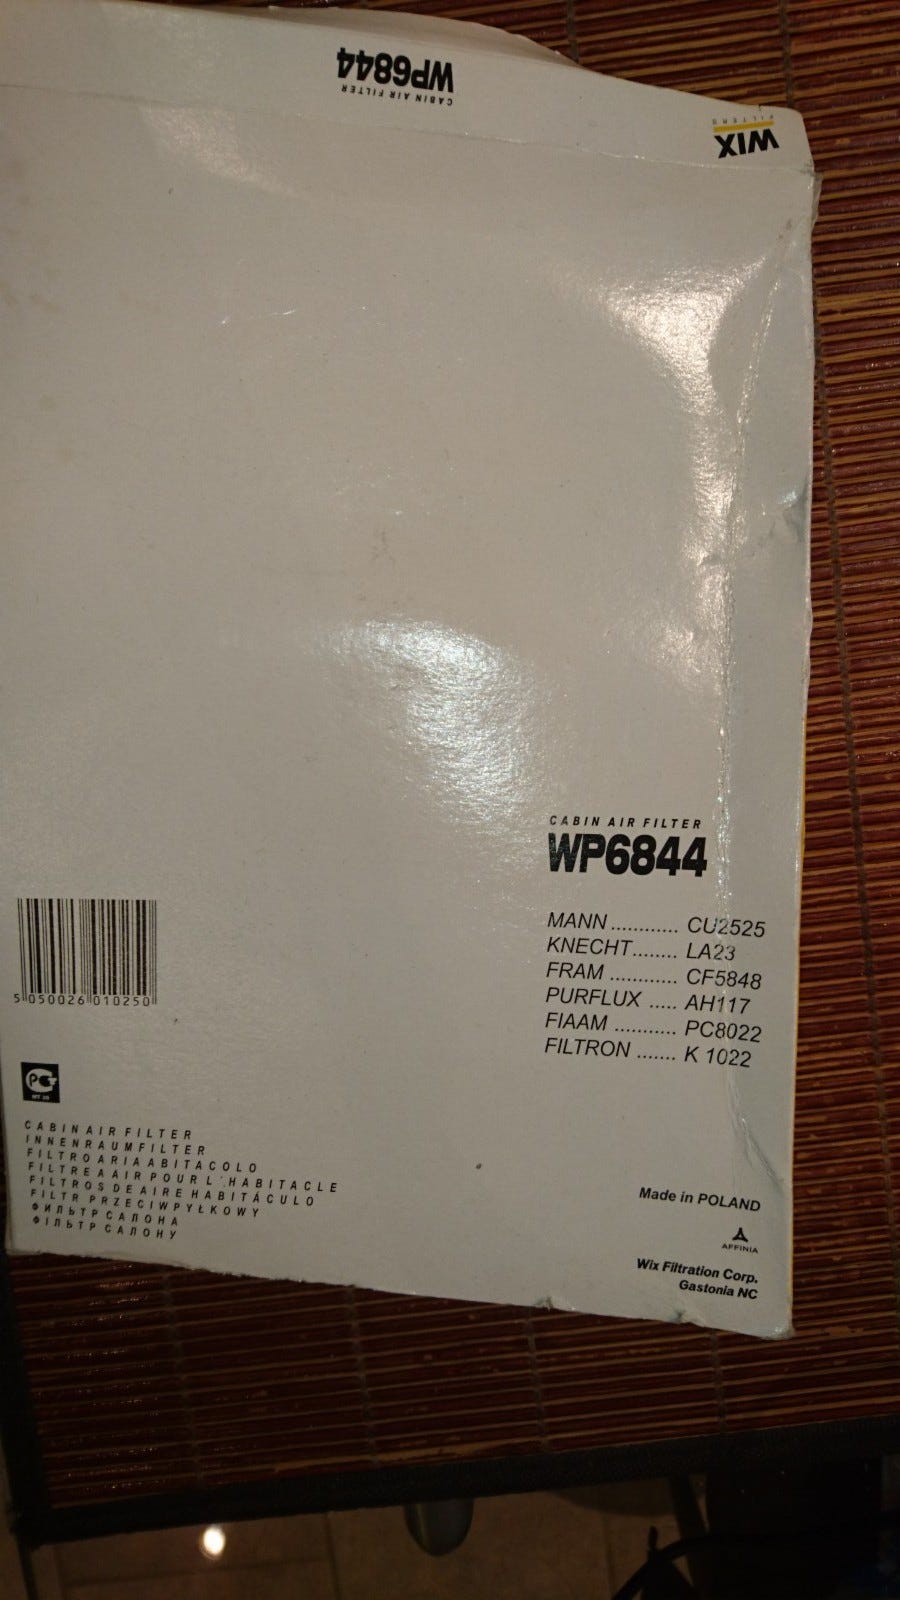 WP6844
CABIN AIR FILTER
WIX
FILTERS
CABIN AIR FILTER
WP6844
MANN ............ CU2525
KNECHT........ LA23
FRAM ............ CF5848
PURFLUX ..... AH117
FIAAM ........... PC8022
FILTRON ....... K 1022
5 050026 010250
CABIN AIR FILTER
INNENRAUMFILTER
FILTRO ARIA ABITACOLO
FILTRE A AIR POUR L'HABITACLE
FILTROS DE AIRE HABITÁCULO
FILTR PRZECIWPYŁKOWY
ФИЛЬТР САЛОНА
ФІЛЬТР САЛОНУ
Made in POLAND
AFFINIA
Wix Filtration Corp.
Gastonia NC